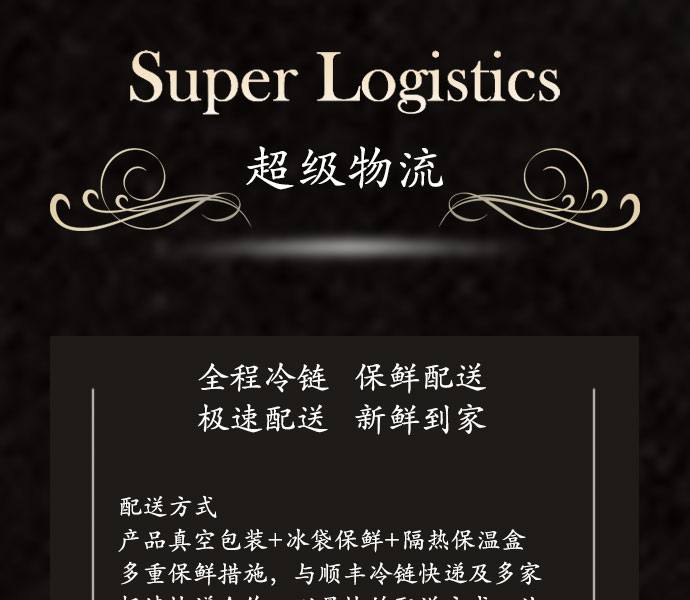 Super Logistics
超级物流
全程冷链 保鲜配送
极速配送 新鲜到家
配送方式
产品真空包装+冰袋保鲜+隔热保温盒
多重保鲜措施，与顺丰冷链快递及多家